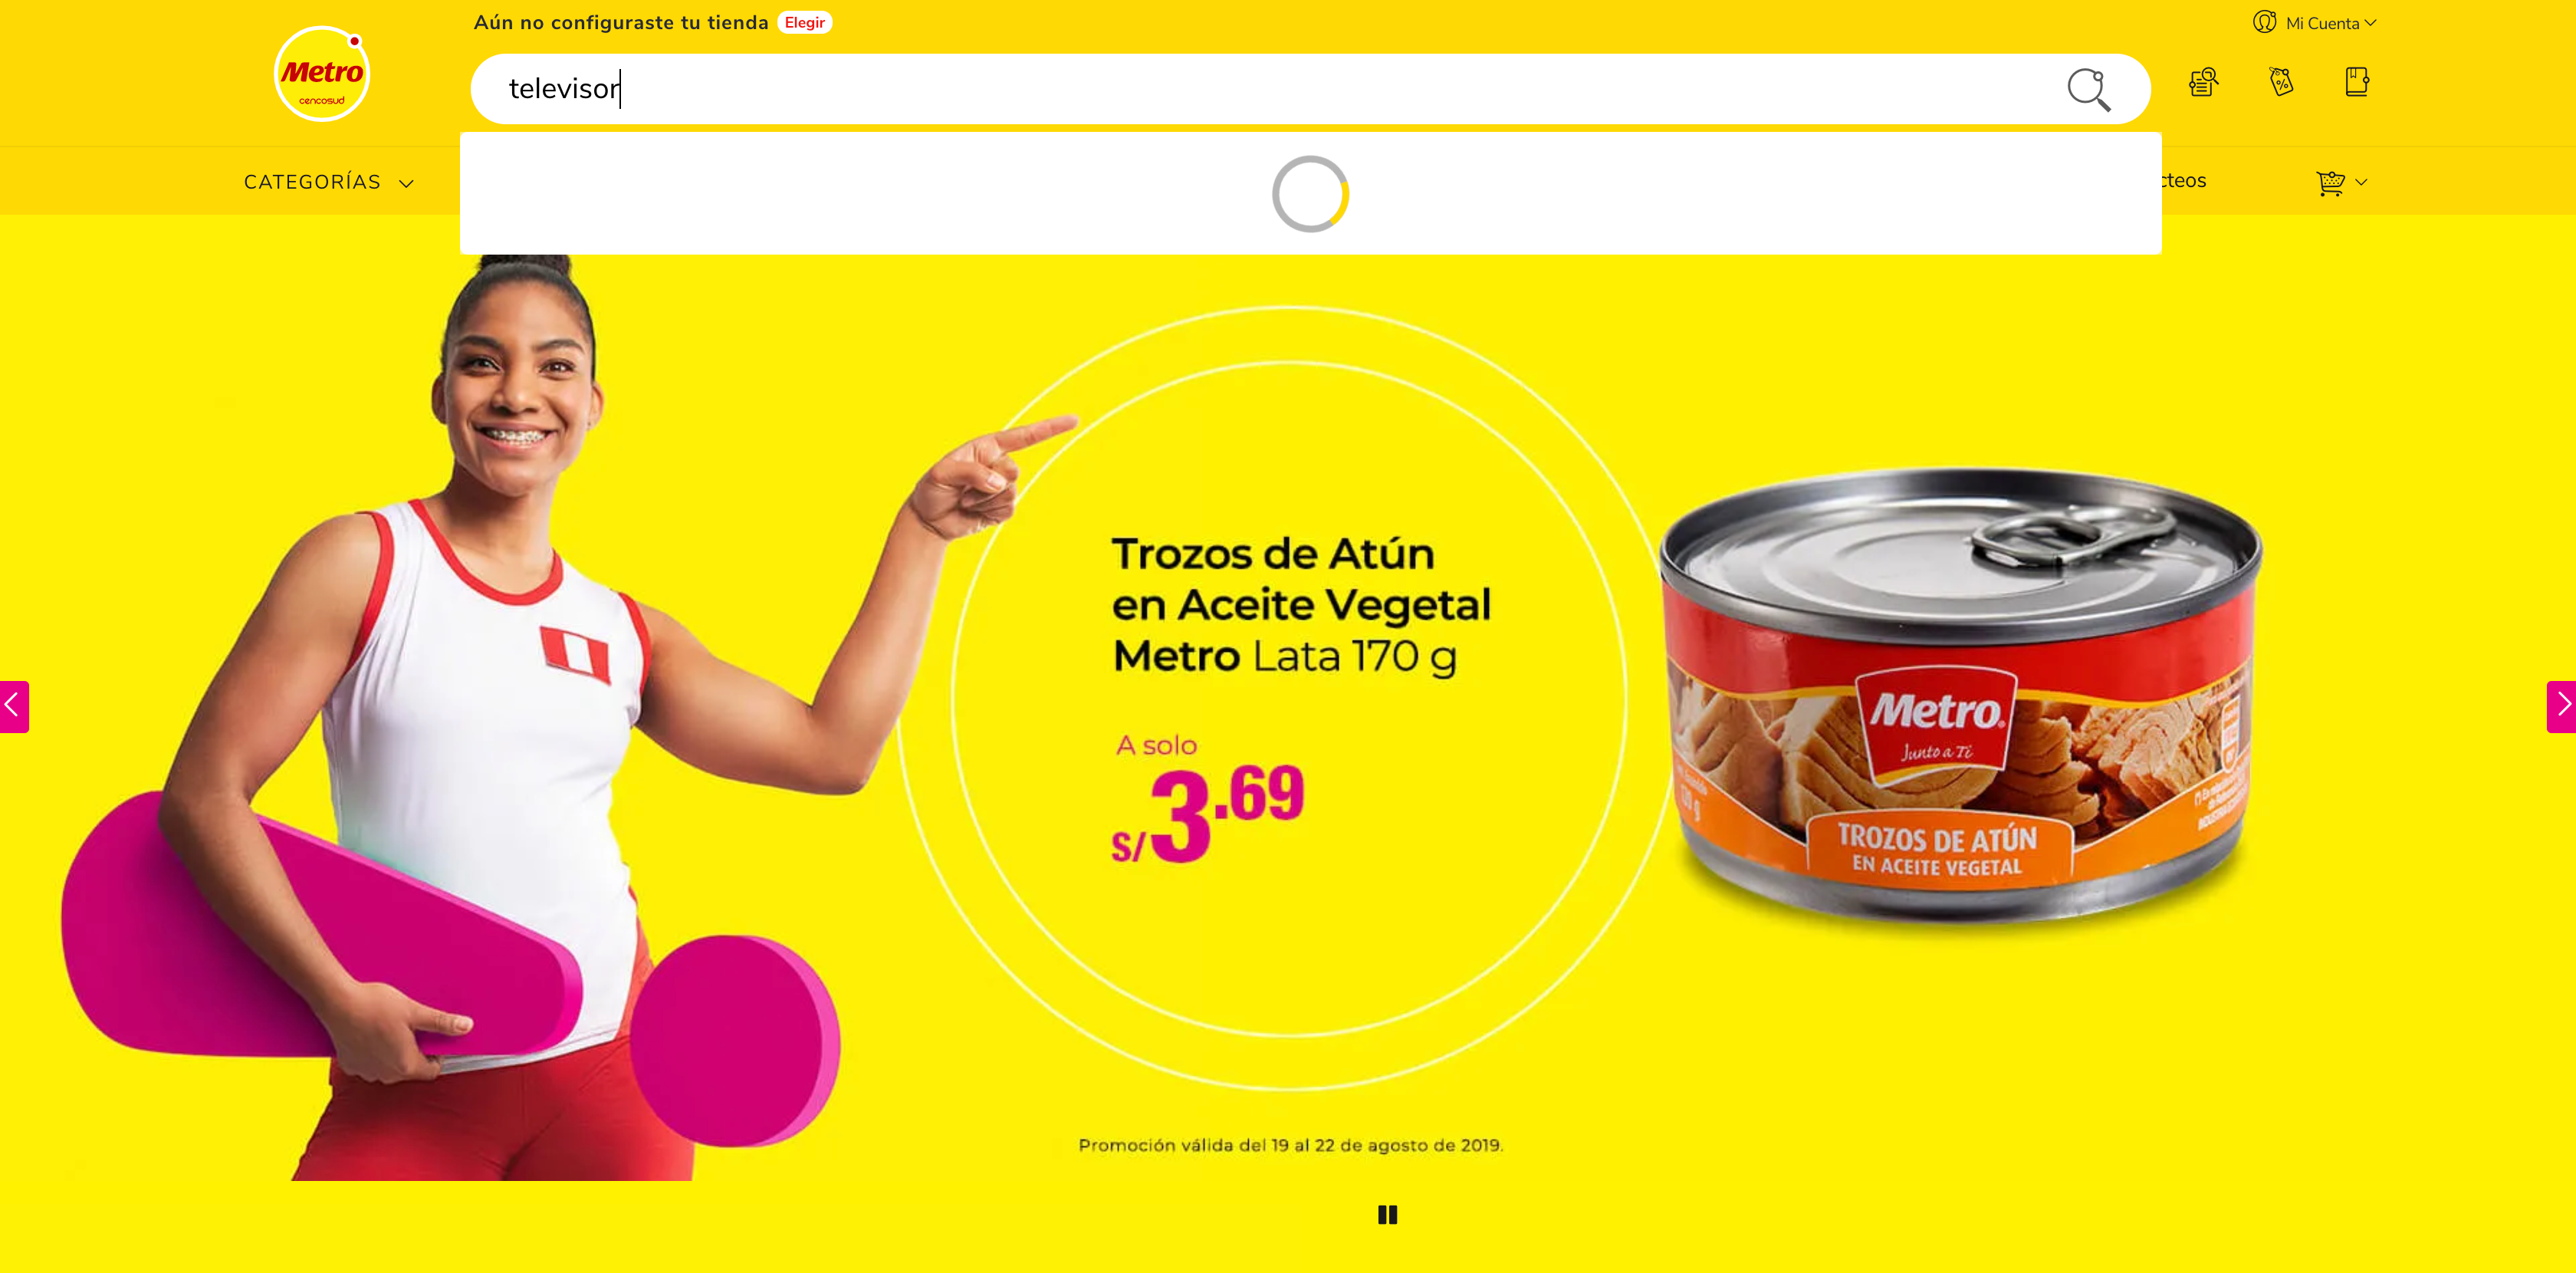 Aún no configuraste tu tienda Elegir
Mi Cuenta
Metro
cencosud
televisor
CATEGORÍAS
cteos
Trozos de Atún
en Aceite Vegetal
Metro Lata 170 g
A solo
S/3.69
Metro
Junto a Ti
TROZOS DE ATÚN
EN ACEITE VEGETAL
Promoción válida del 19 al 22 de agosto de 2019.